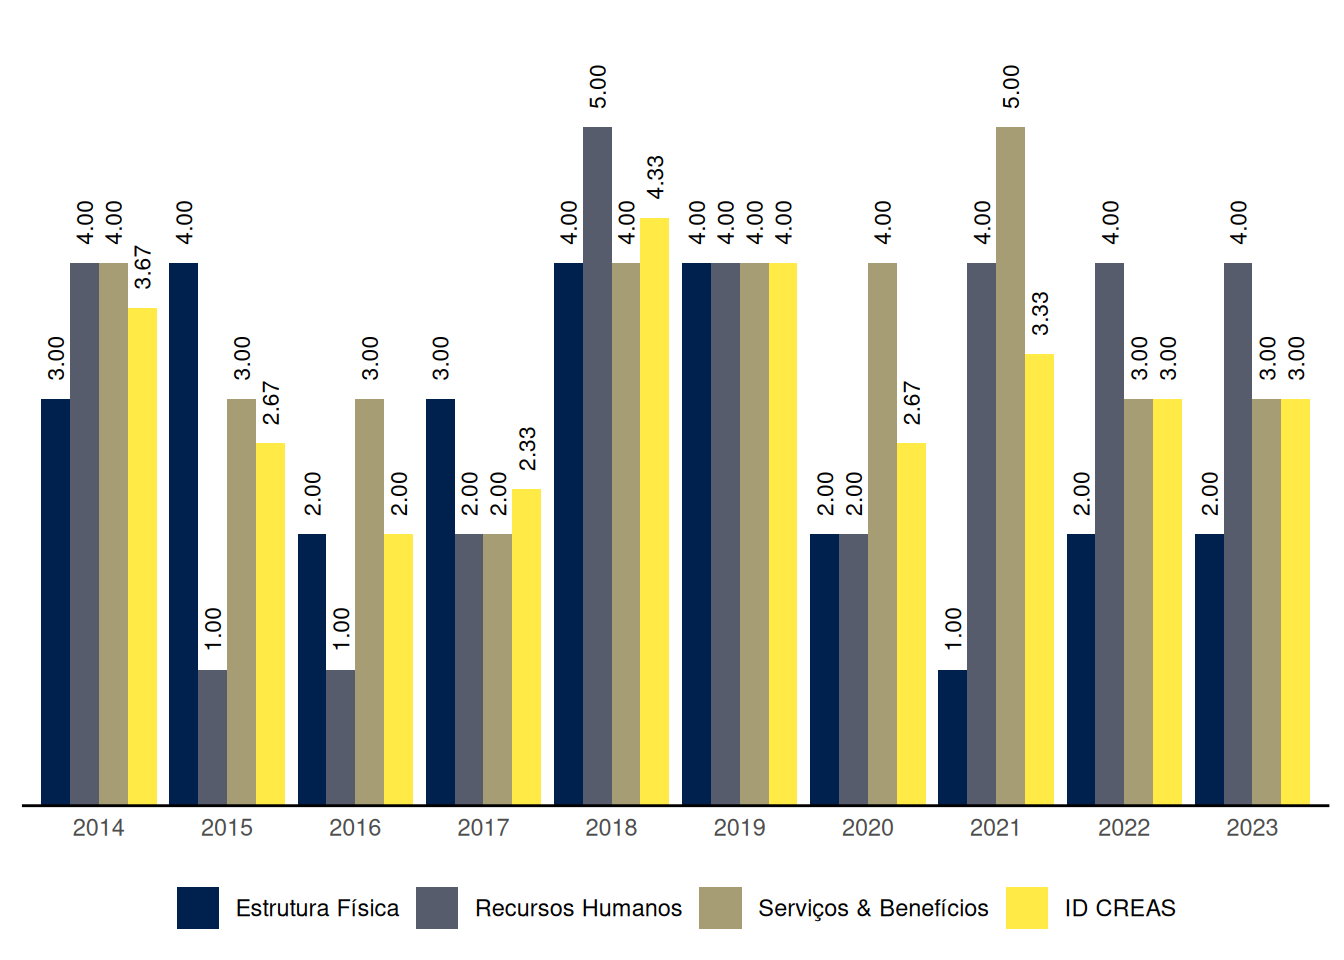 3.00 4.00 4.00 3.67 4.00 1.00 3.00 2.67 2.00 1.00 3.00 2.00 3.00 2.00 2.00 2.33 4.00 5.00 4.00 4.33 4.00 4.00 4.00 4.00 2.00 2.00 4.00 2.67 1.00 4.00 5.00 3.33 2.00 4.00 3.00 3.00 2.00 4.00 3.00 3.00
2014 2015 2016 2017 2018 2019 2020 2021 2022 2023
Estrutura Física Recursos Humanos Serviços & Benefícios ID CREAS